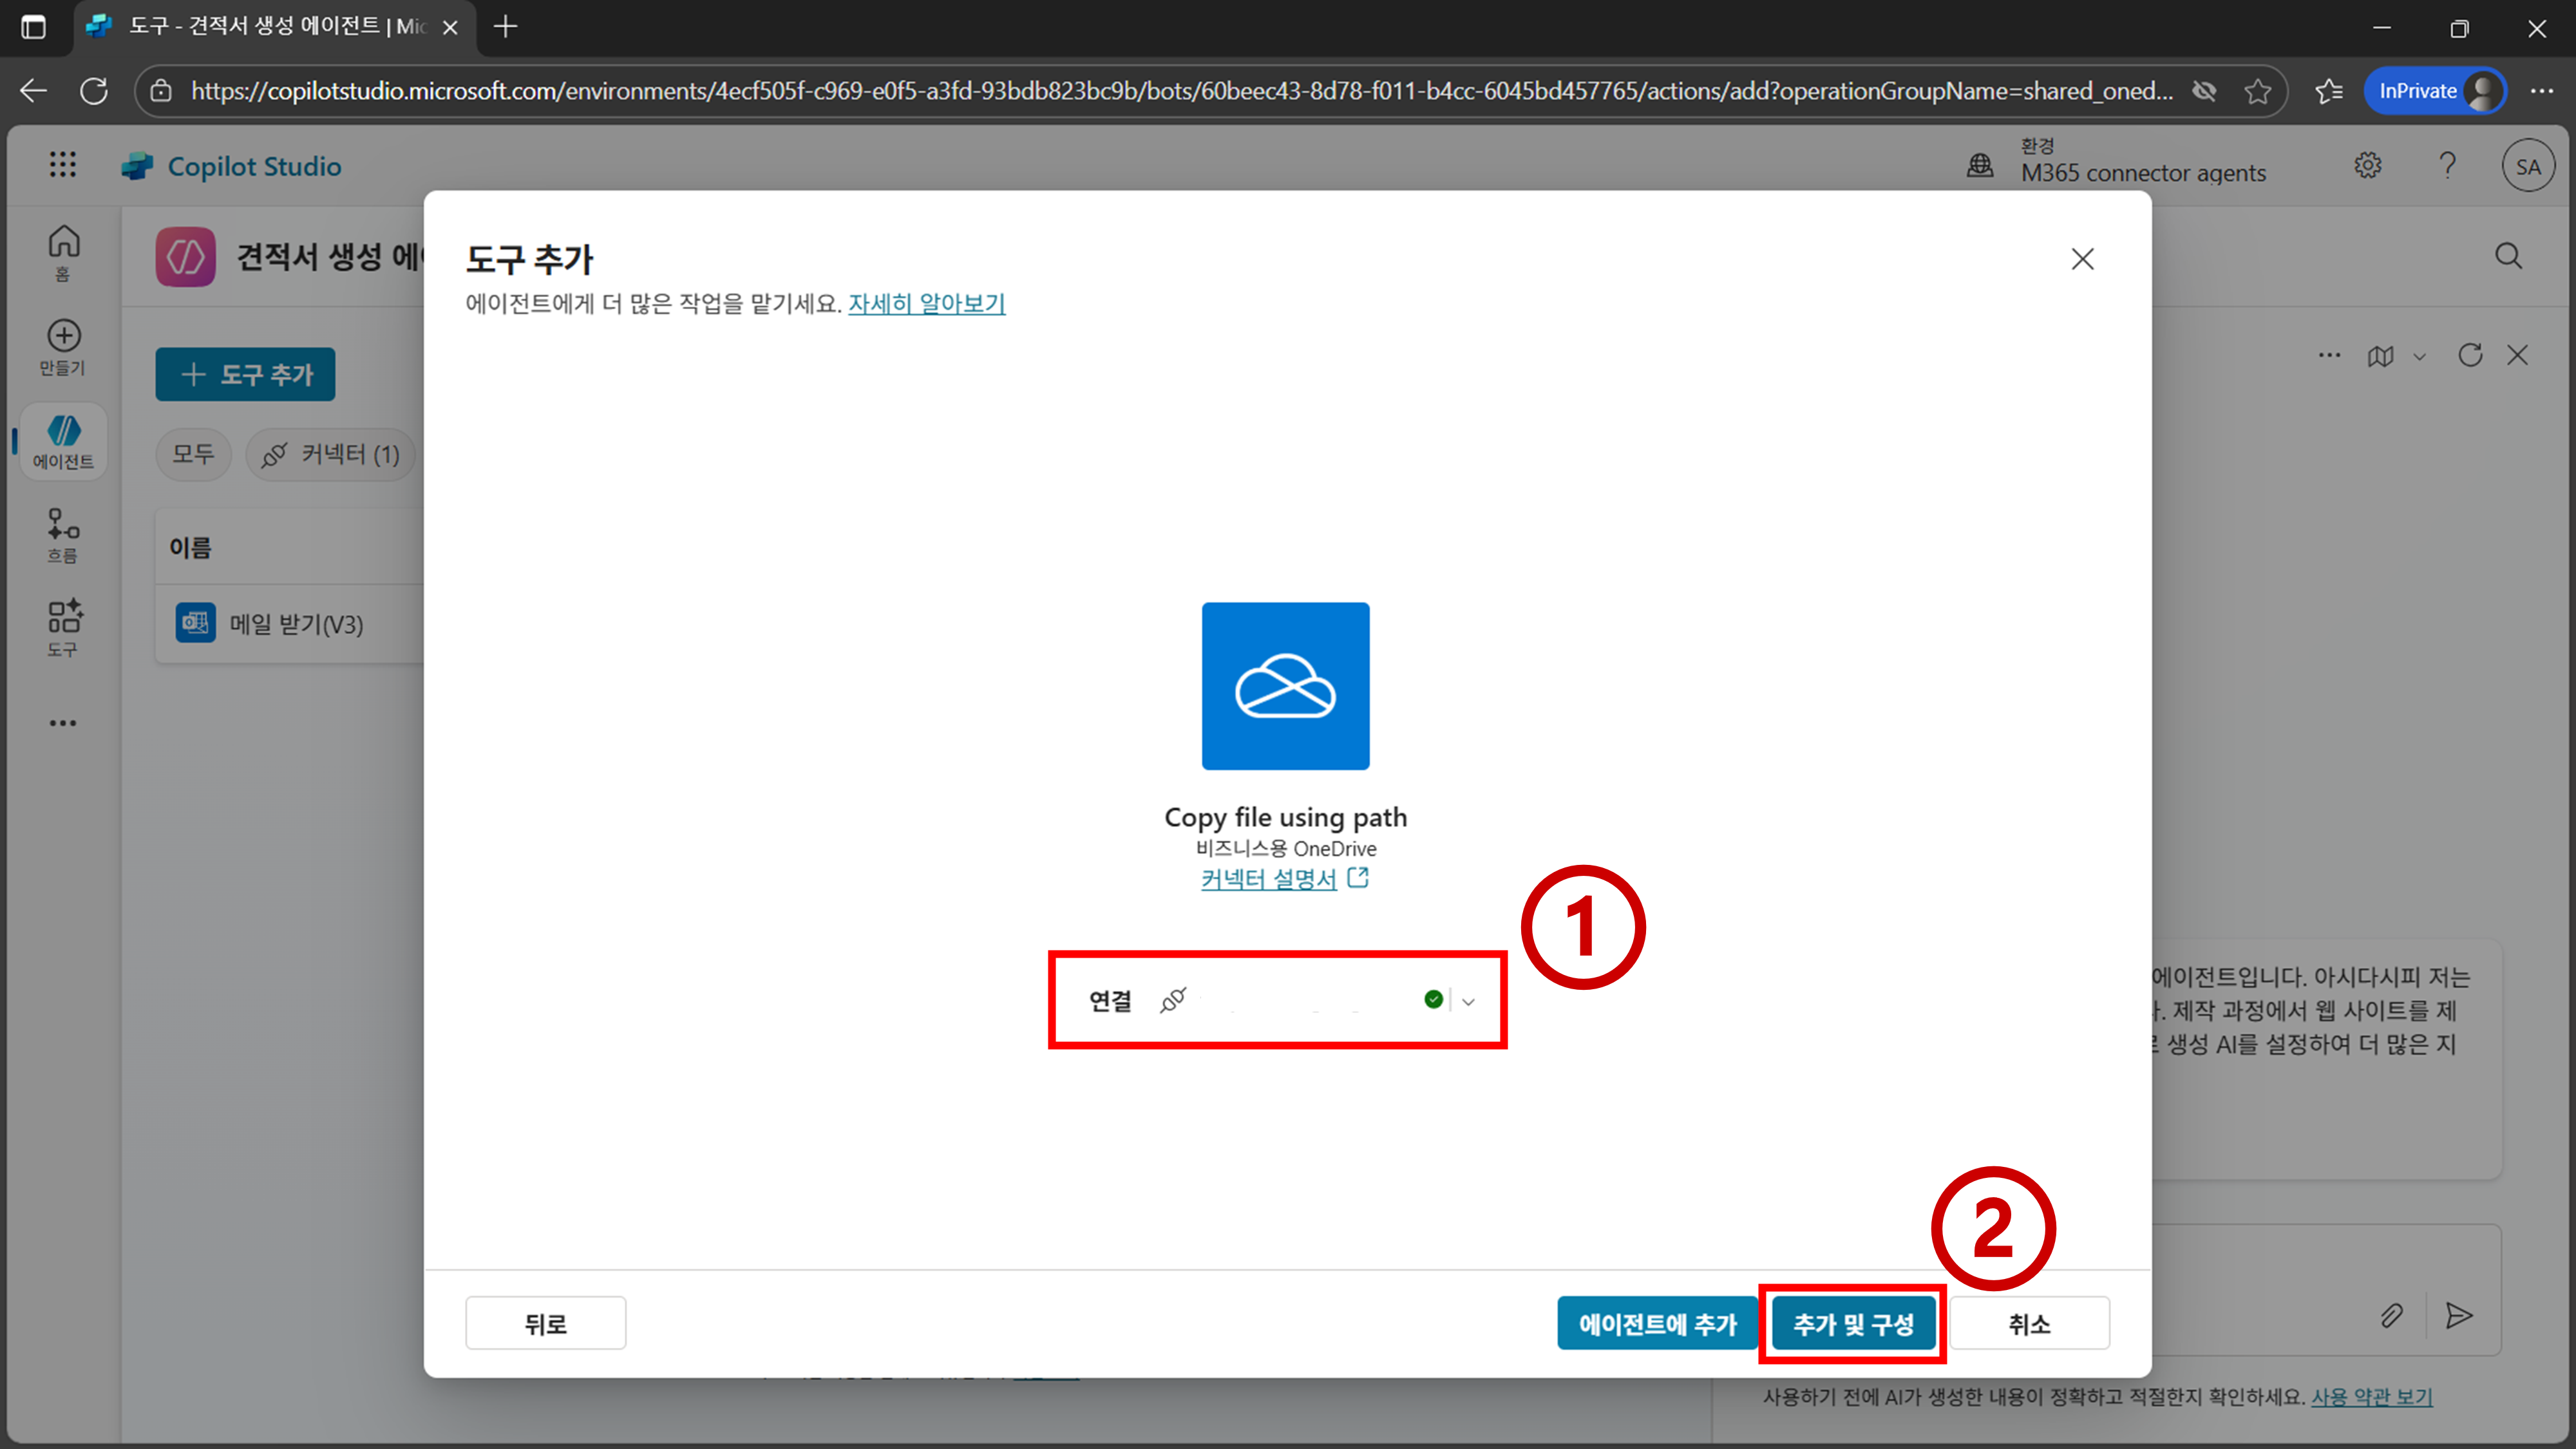 도구 - 견적서 생성 에이전트 | Mic
https://copilotstudio.microsoft.com/environments/4ecf505f-c969-e0f5-a3fd-93bdb823bc9b/bots/60beec43-8d78-f011-b4cc-6045bd457765/actions/add?operationGroupName=shared_oned...
InPrivate
Copilot Studio
환경
M365 connector agents
SA
홈
만들기
에이전트
흐름
도구
견적서 생성 에이
도구 추가
모두
커넥터 (1)
이름
메일 받기(V3)
도구 추가
에이전트에게 더 많은 작업을 맡기세요. 자세히 알아보기
Copy file using path
비즈니스용 OneDrive
커넥터 설명서
1
연결
2
뒤로
에이전트에 추가
추가 및 구성
취소
에이전트입니다. 아시다시피 저는
. 제작 과정에서 웹 사이트를 제
생성 AI를 설정하여 더 많은 지
사용하기 전에 AI가 생성한 내용이 정확하고 적절한지 확인하세요. 사용 약관 보기